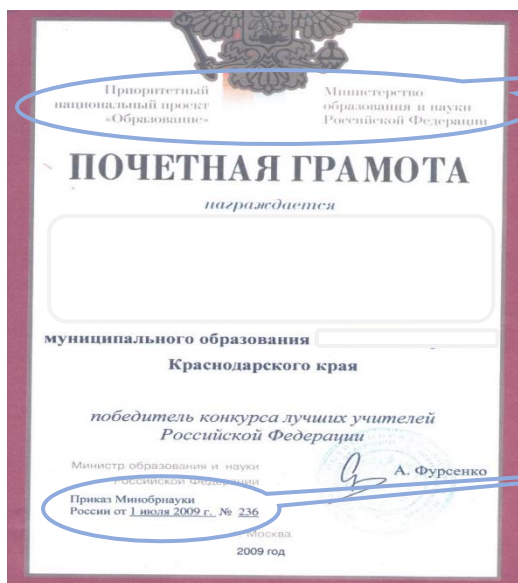 Приоритетный
национальный проект
«Образование»
Министерство
образования и науки
Российской Федерации
ПОЧЕТНАЯ ГРАМОТА
награждается
муниципального образования
Краснодарского края
победитель конкурса лучших учителей
Российской Федерации
Министр образования и науки
Российской Федерации
А. Фурсенко
Приказ Минобрнауки
России от 1 июля 2009 г. № 236
Москва
2009 год